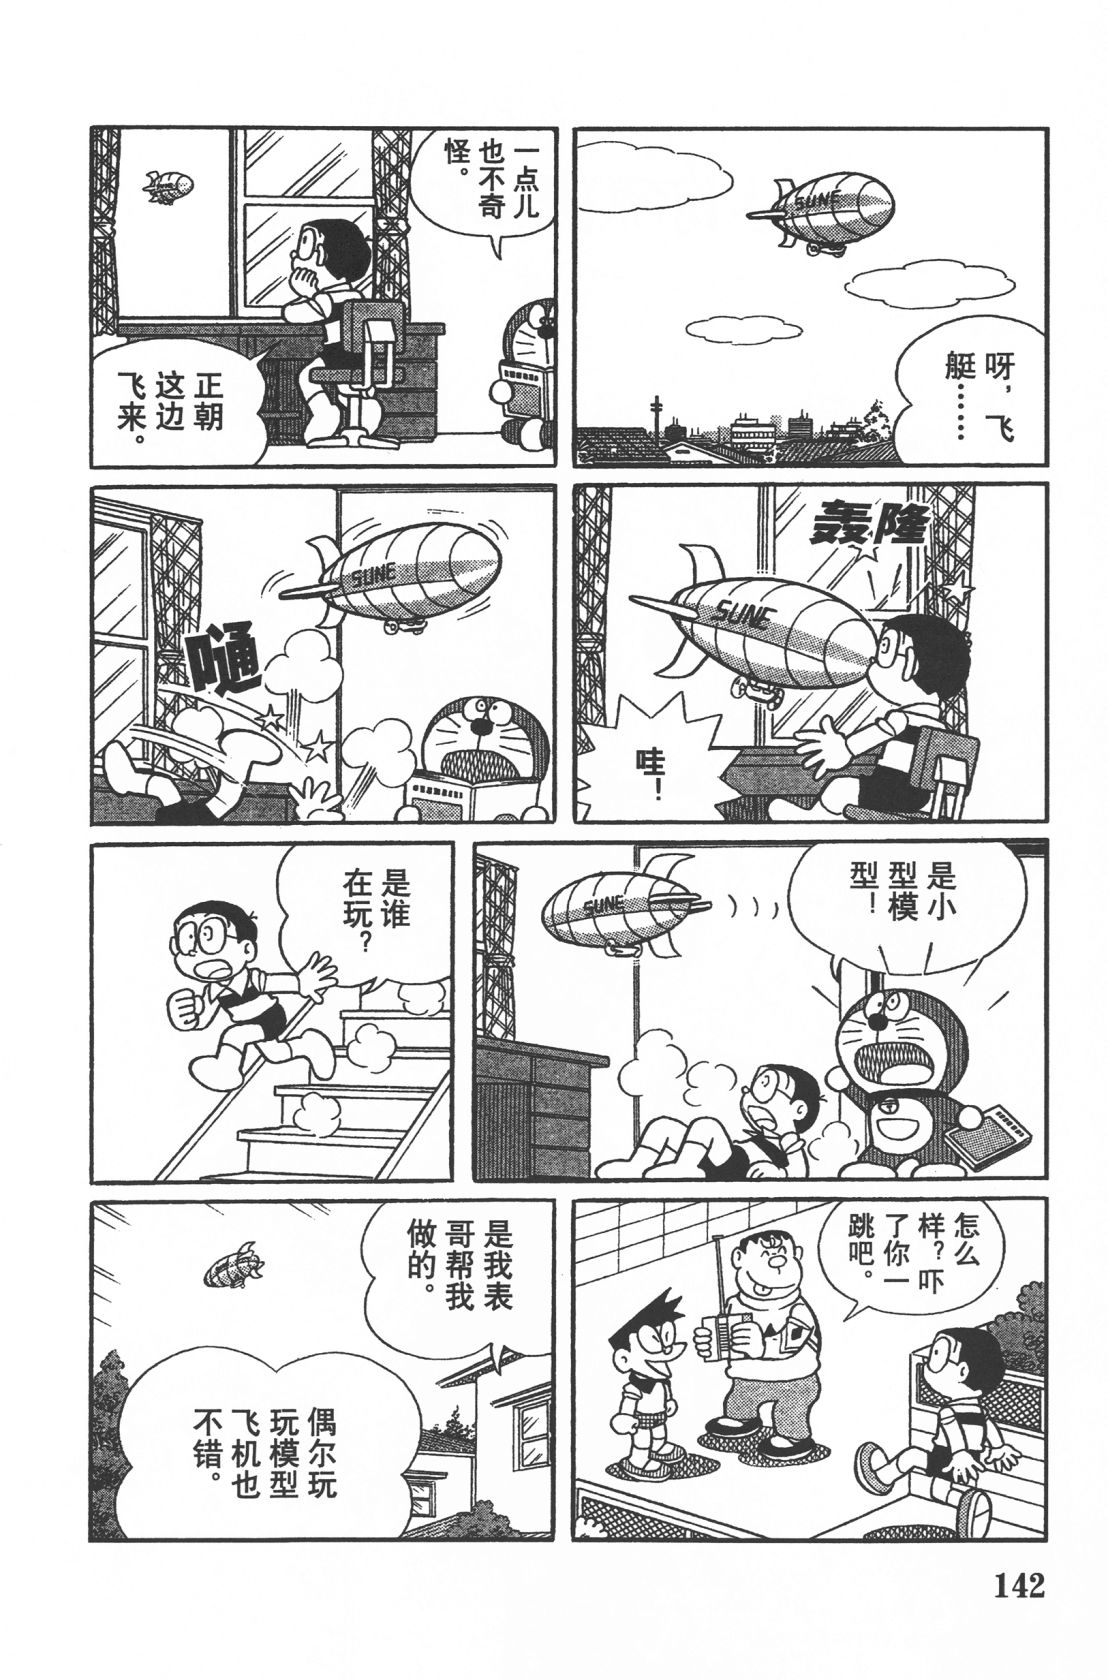 呀，飞
艇……
SUNE
一点儿
也不奇
怪。
正朝
这边
飞来。
轰隆
SUNE
哇！
SUNE
嗵
是小
型模
型！
SUNE
是谁
在玩？
怎么
样？吓
了你一
跳吧。
是我表
哥帮我
做的。
偶尔玩
玩模型
飞机也
不错。
142